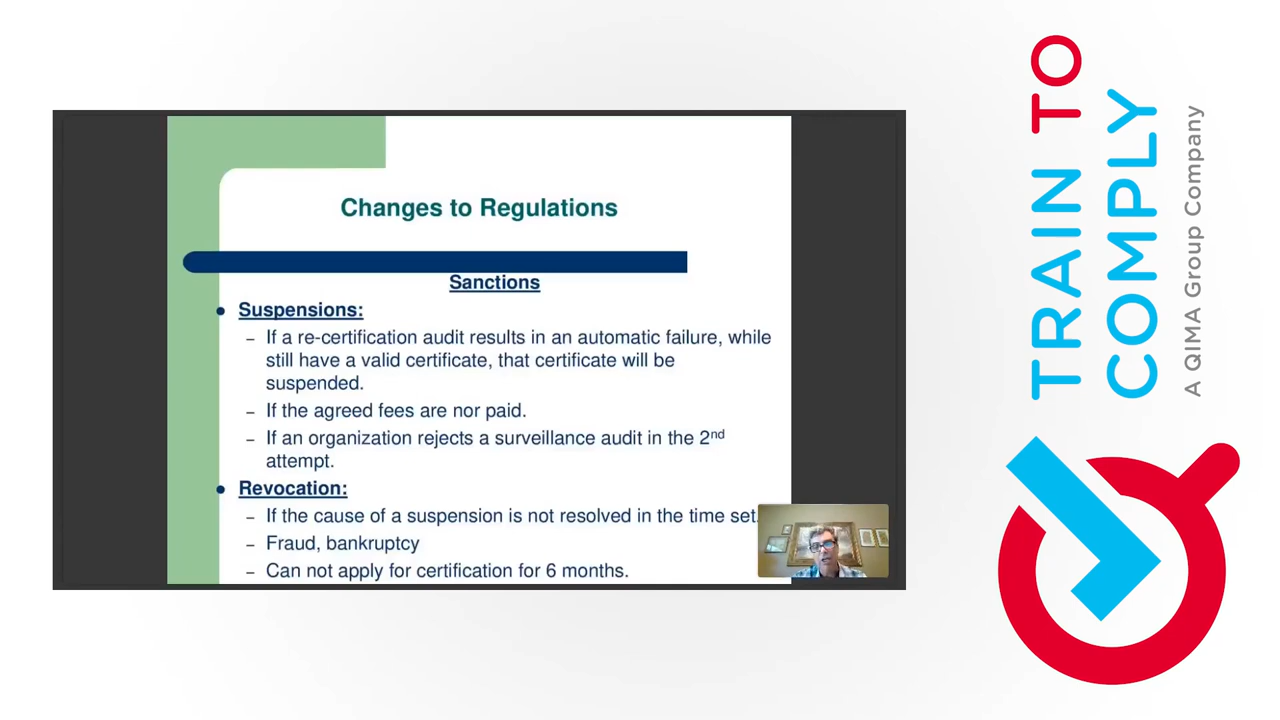 Changes to Regulations
Sanctions
● Suspensions:
– If a re-certification audit results in an automatic failure, while
still have a valid certificate, that certificate will be
suspended.
– If the agreed fees are nor paid.
– If an organization rejects a surveillance audit in the 2nd
attempt.
● Revocation:
– If the cause of a suspension is not resolved in the time set.
– Fraud, bankruptcy
– Can not apply for certification for 6 months.
TRAIN TO
COMPLY
A QIMA Group Company